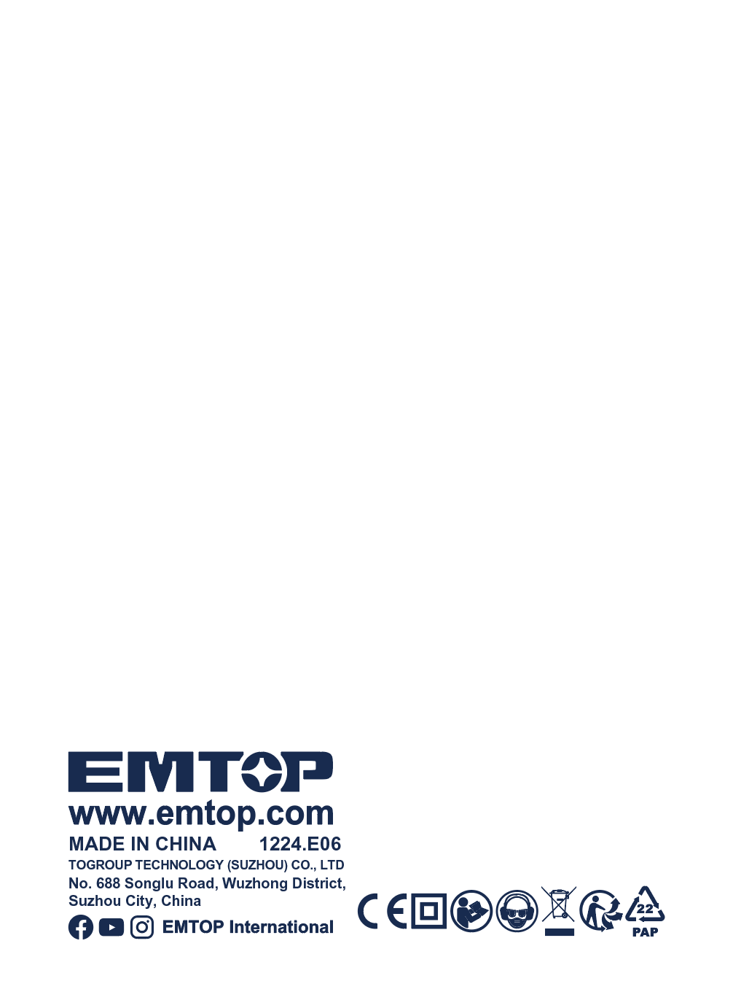 EMTOP
www.emtop.com
MADE IN CHINA 1224.E06
TOGROUP TECHNOLOGY (SUZHOU) CO., LTD
No. 688 Songlu Road, Wuzhong District,
Suzhou City, China
EMTOP International
CE
22
PAP